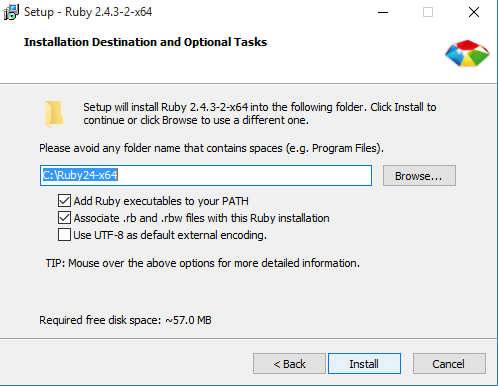 Setup - Ruby 2.4.3-2-x64
Installation Destination and Optional Tasks
Setup will install Ruby 2.4.3-2-x64 into the following folder. Click Install to
continue or click Browse to use a different one.
Please avoid any folder name that contains spaces (e.g. Program Files).
C:\Ruby24-x64
Browse...
Add Ruby executables to your PATH
Associate .rb and .rbw files with this Ruby installation
Use UTF-8 as default external encoding.
TIP: Mouse over the above options for more detailed information.
Required free disk space: ~57.0 MB
< Back
Install
Cancel